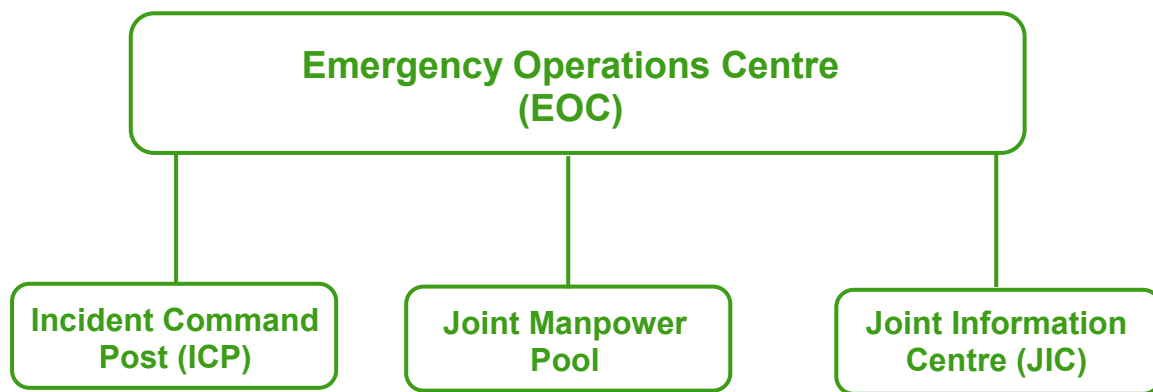 Emergency Operations Centre
(EOC)
Incident Command
Post (ICP)
Joint Manpower
Pool
Joint Information
Centre (JIC)